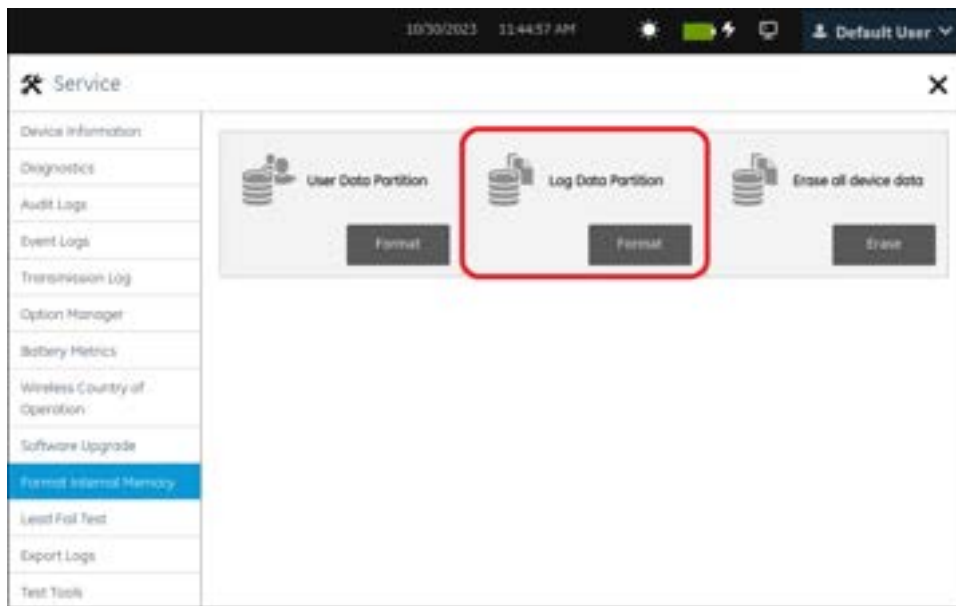 10/30/2023 11:44:57 AM Default User
Service
Device Information
Diagnostics
Audit Logs
Event Logs
Transmission Log
Option Manager
Battery Metrics
Wireless Country of
Operation
Software Upgrade
Format Internal Memory
Lead Fail Test
Export Logs
Test Tools
User Data Partition
Format
Log Data Partition
Format
Erase all device data
Erase